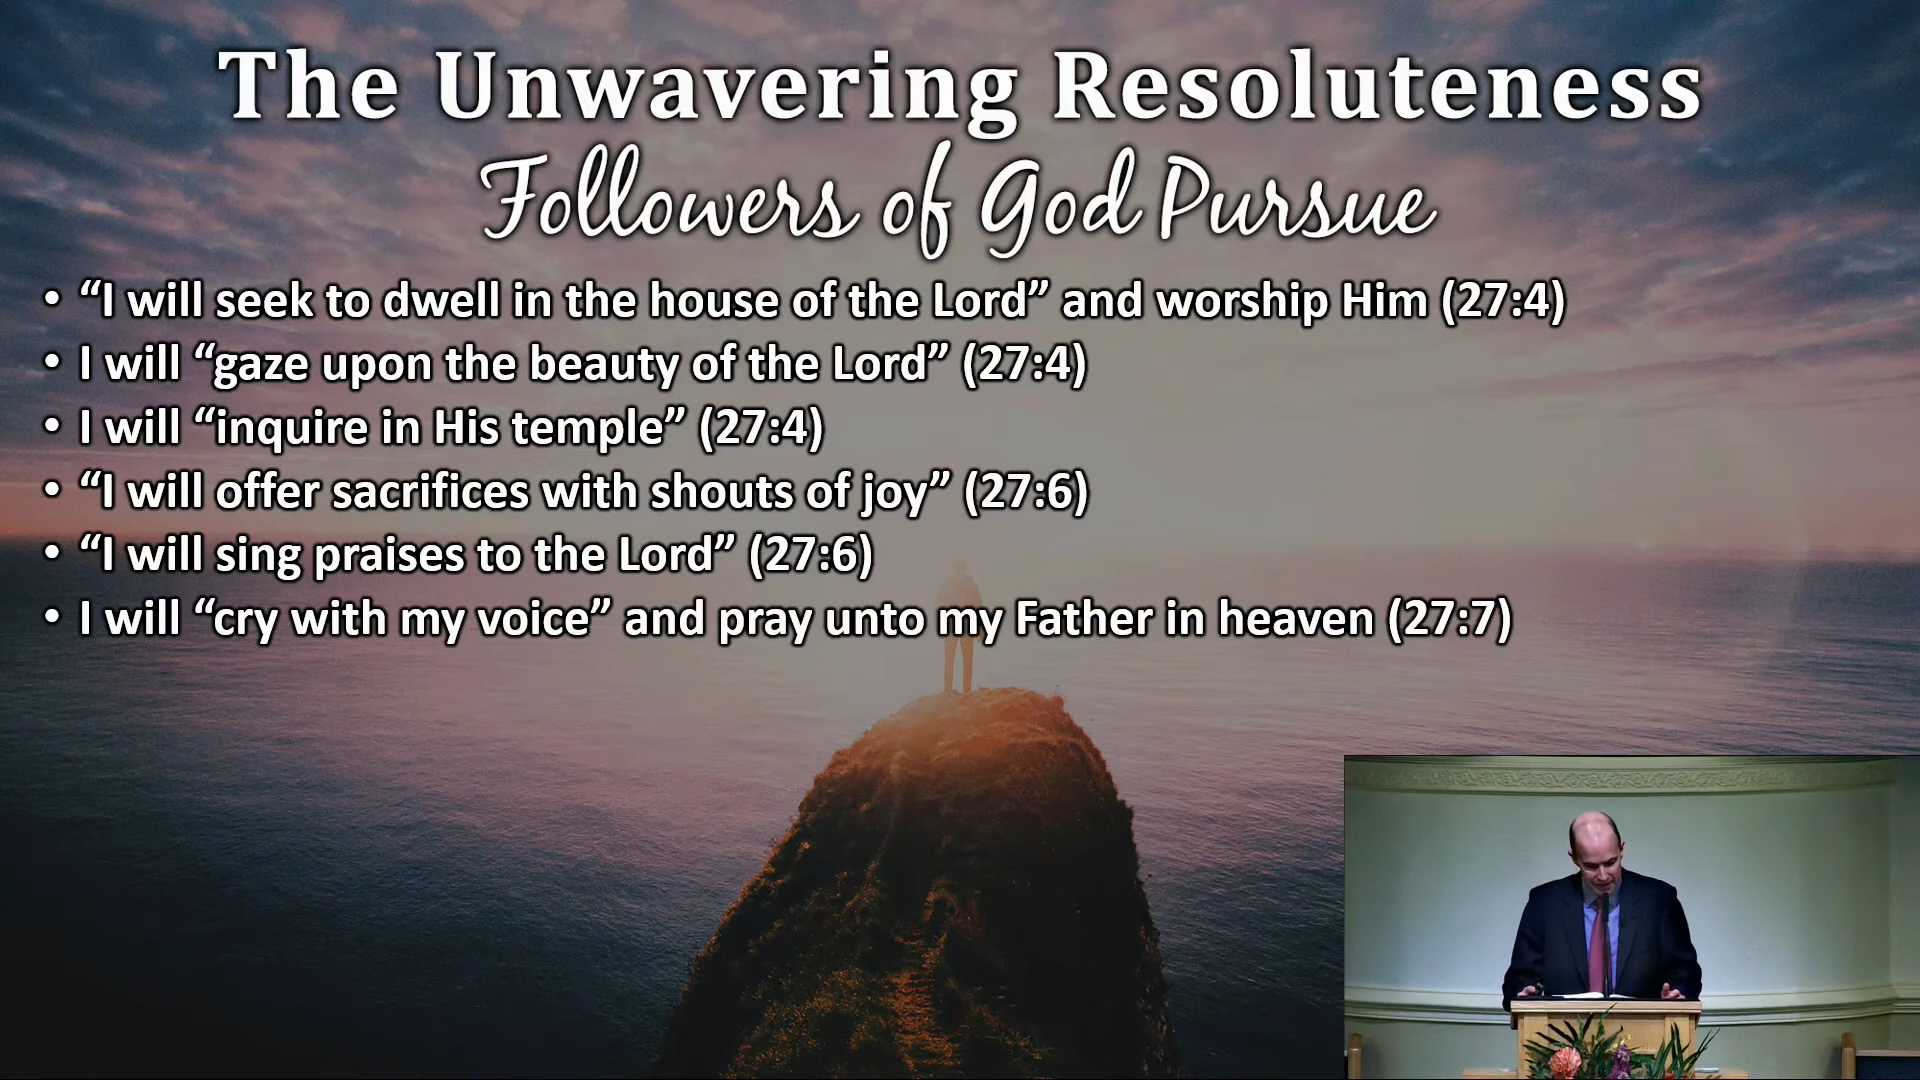 The Unwavering Resoluteness
Followers of God Pursue
• “I will seek to dwell in the house of the Lord” and worship Him (27:4)
• I will “gaze upon the beauty of the Lord” (27:4)
• I will “inquire in His temple” (27:4)
• “I will offer sacrifices with shouts of joy” (27:6)
• “I will sing praises to the Lord” (27:6)
• I will “cry with my voice” and pray unto my Father in heaven (27:7)